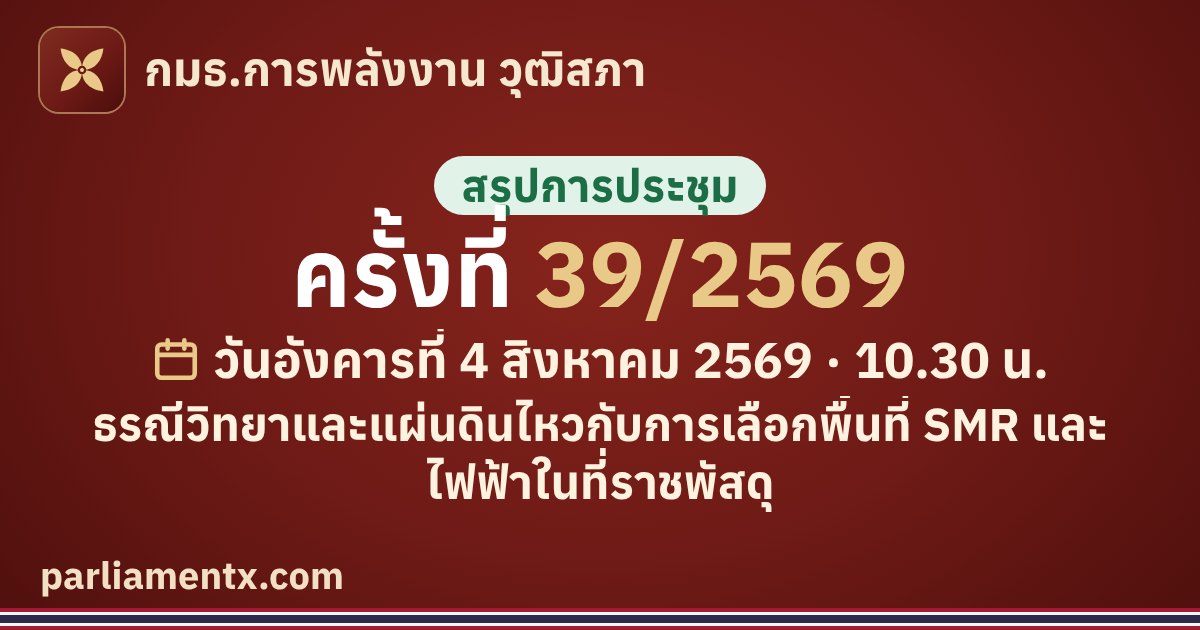 กมธ.การพลังงาน วุฒิสภา
สรุปการประชุม
ครั้งที่ 39/2569
วันอังคารที่ 4 สิงหาคม 2569 · 10.30 น.
ธรณีวิทยาและแผ่นดินไหวกับการเลือกพื้นที่ SMR และ
ไฟฟ้าในที่ราชพัสดุ
parliamentx.com